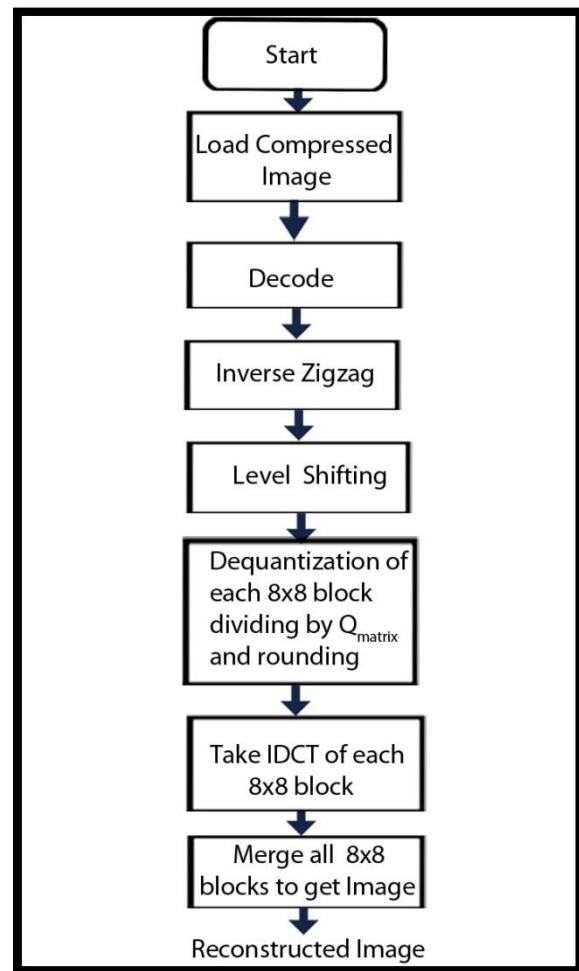 Start
Load Compressed
Image
Decode
Inverse Zigzag
Level Shifting
Dequantization of
each 8x8 block
dividing by Qmatrix
and rounding
Take IDCT of each
8x8 block
Merge all 8x8
blocks to get Image
Reconstructed Image